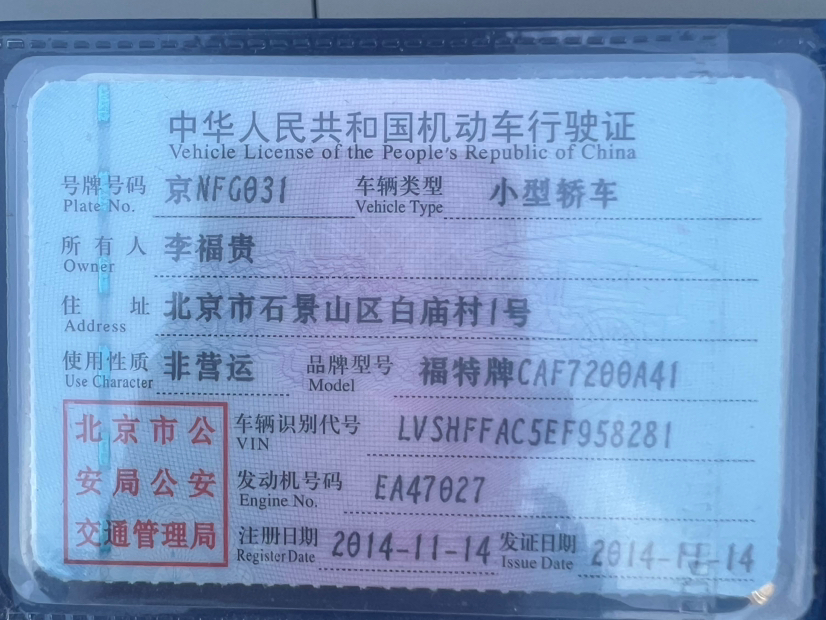 中华人民共和国机动车行驶证
Vehicle License of the People's Republic of China
号牌号码 京NFG031 车辆类型 小型轿车
Plate No. Vehicle Type
所有人 李福贵
Owner
住址 北京市石景山区白庙村1号
Address
使用性质 非营运 品牌型号 福特牌CAF7200A41
Use Character Model
北京市公 车辆识别代号 LVSHFFAC5EF958281
VIN
安局公安 发动机号码 EA47027
Engine No.
交通管理局 注册日期 2014-11-14 发证日期 2014-11-14
Register Date Issue Date